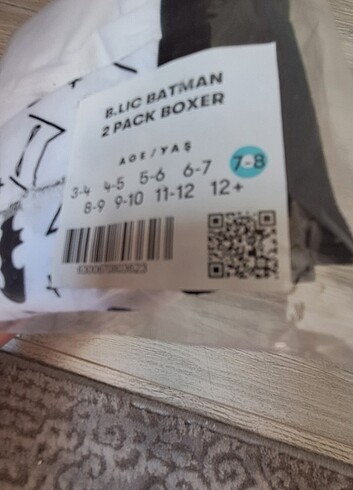 B.LIC BATMAN
2 PACK BOXER
AGE/YAŞ
3-4 4-5 5-6 6-7 7-8
8-9 9-10 11-12 12+